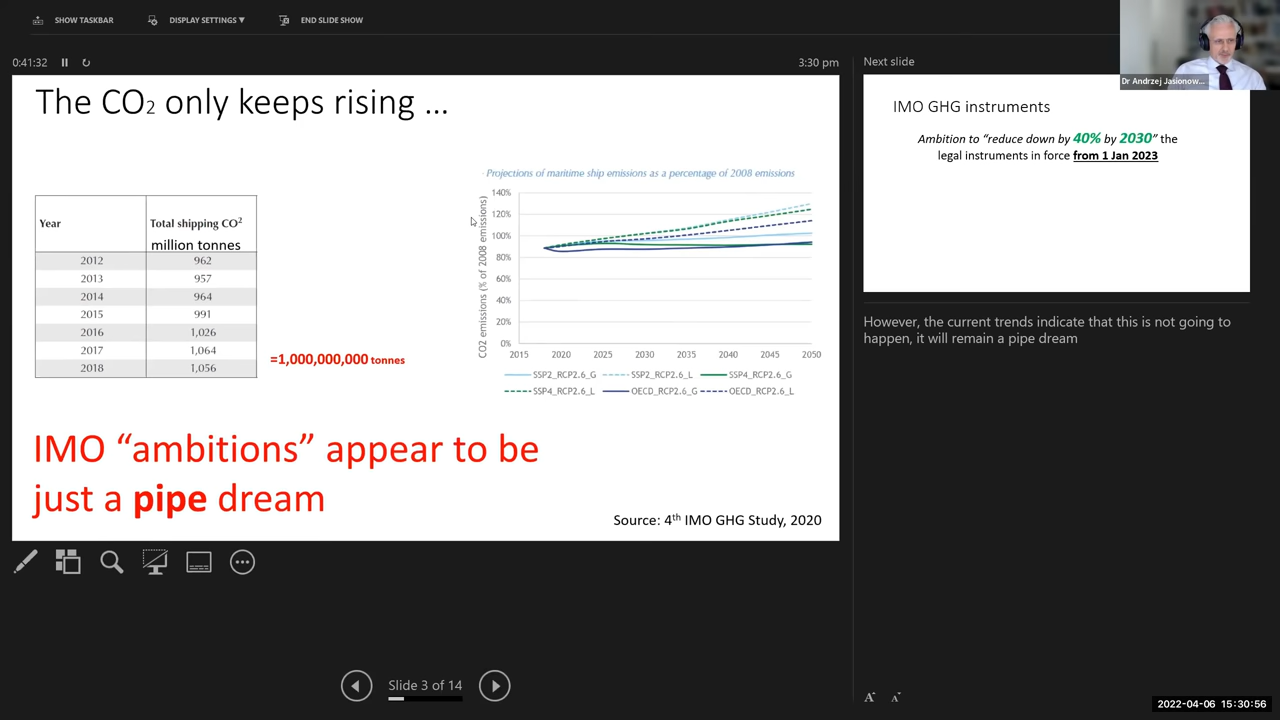 SHOW TASKBAR
DISPLAY SETTINGS ▼
END SLIDE SHOW
0:41:32
3:30 pm
The CO2 only keeps rising ...
Year
Total shipping CO²
million tonnes
2012 962
2013 957
2014 964
2015 991
2016 1,026
2017 1,064
2018 1,056
=1,000,000,000 tonnes
Projections of maritime ship emissions as a percentage of 2008 emissions
CO2 emissions (% of 2008 emissions)
140%
120%
100%
80%
60%
40%
20%
0%
2015 2020 2025 2030 2035 2040 2045 2050
SSP2_RCP2.6_G SSP2_RCP2.6_L SSP4_RCP2.6_G
SSP4_RCP2.6_L OECD_RCP2.6_G OECD_RCP2.6_L
IMO “ambitions” appear to be
just a pipe dream
Source: 4th IMO GHG Study, 2020
Slide 3 of 14
Next slide
Dr Andrzej Jasionow...
IMO GHG instruments
Ambition to “reduce down by 40% by 2030” the
legal instruments in force from 1 Jan 2023
However, the current trends indicate that this is not going to
happen, it will remain a pipe dream
A A
2022-04-06 15:30:56